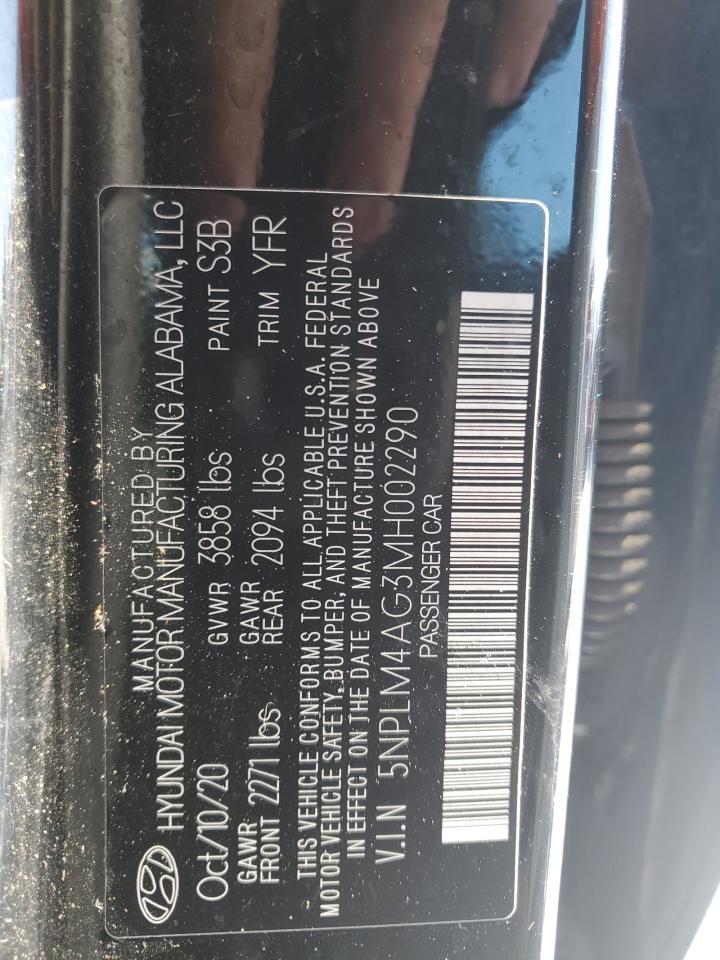 MANUFACTURED BY
HYUNDAI MOTOR MANUFACTURING ALABAMA, LLC
Oct/10/20 GVWR 3858 lbs PAINT S3B
GAWR FRONT 2271 lbs GAWR REAR 2094 lbs TRIM YFR
THIS VEHICLE CONFORMS TO ALL APPLICABLE U.S.A. FEDERAL
MOTOR VEHICLE SAFETY, BUMPER, AND THEFT PREVENTION STANDARDS
IN EFFECT ON THE DATE OF MANUFACTURE SHOWN ABOVE
V.I.N 5NPLM4AG3MH002290
PASSENGER CAR